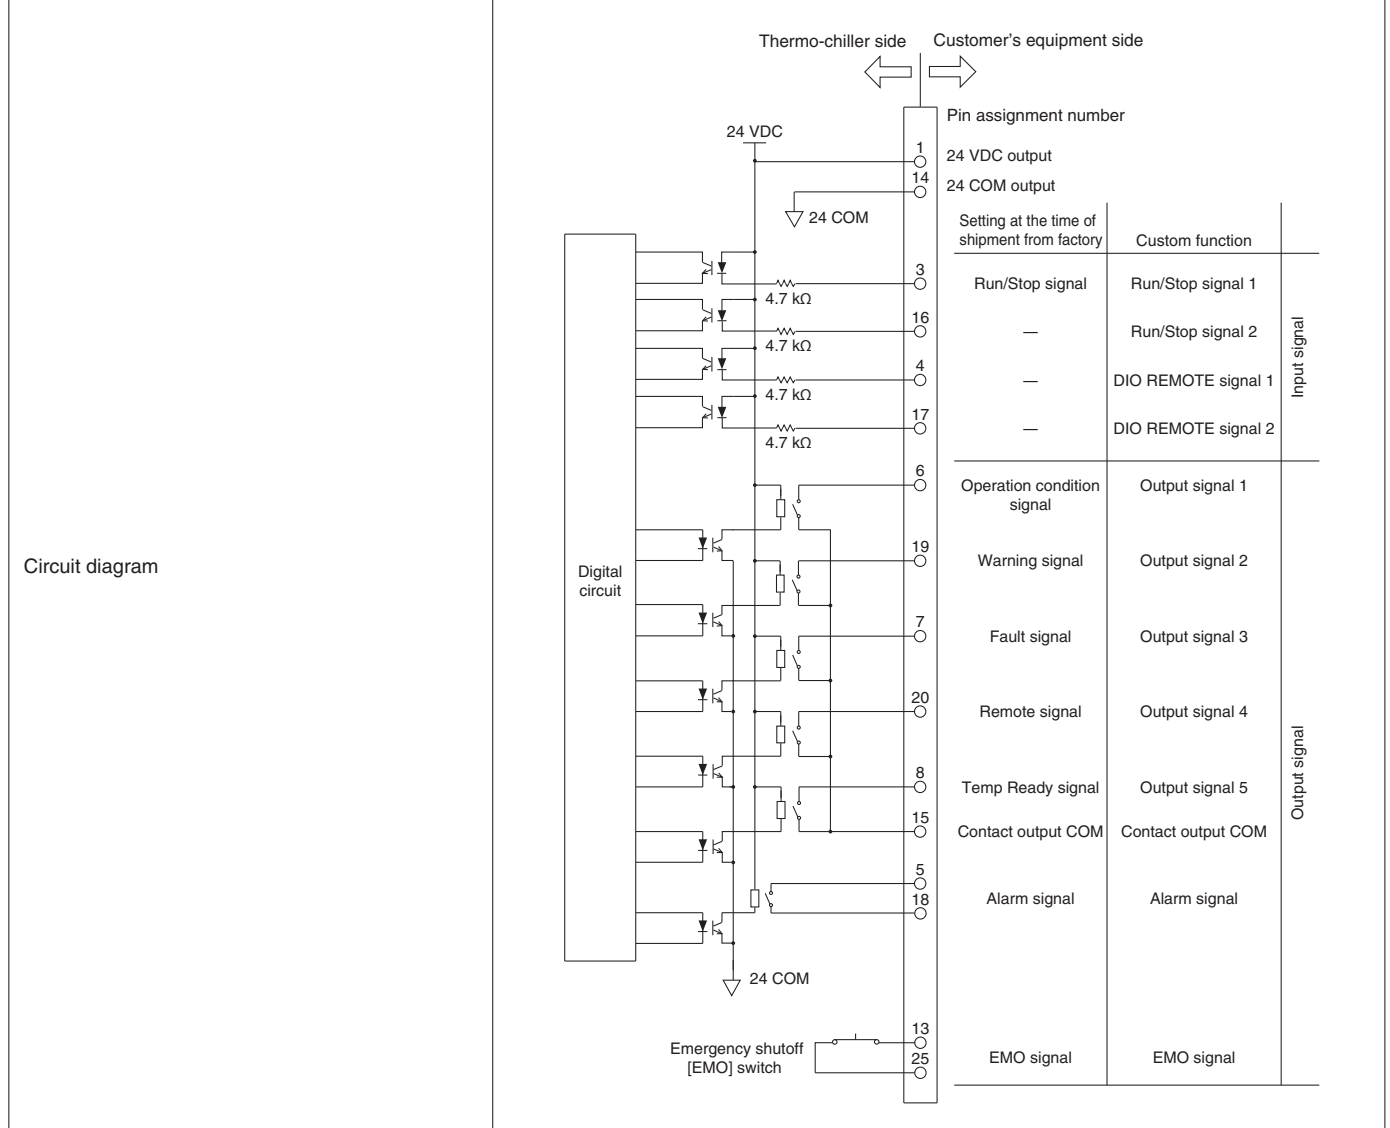 Thermo-chiller side
Customer's equipment side
Pin assignment number
24 VDC
1
24 VDC output
14
24 COM output
24 COM
Setting at the time of
shipment from factory
Custom function
3
Run/Stop signal
Run/Stop signal 1
4.7 kΩ
16
—
Run/Stop signal 2
4.7 kΩ
4
—
DIO REMOTE signal 1
4.7 kΩ
17
—
DIO REMOTE signal 2
4.7 kΩ
Input signal
6
Operation condition
signal
Output signal 1
19
Warning signal
Output signal 2
Circuit diagram
Digital
circuit
7
Fault signal
Output signal 3
20
Remote signal
Output signal 4
8
Temp Ready signal
Output signal 5
Output signal
15
Contact output COM
Contact output COM
5
18
Alarm signal
Alarm signal
24 COM
Emergency shutoff
[EMO] switch
13
25
EMO signal
EMO signal